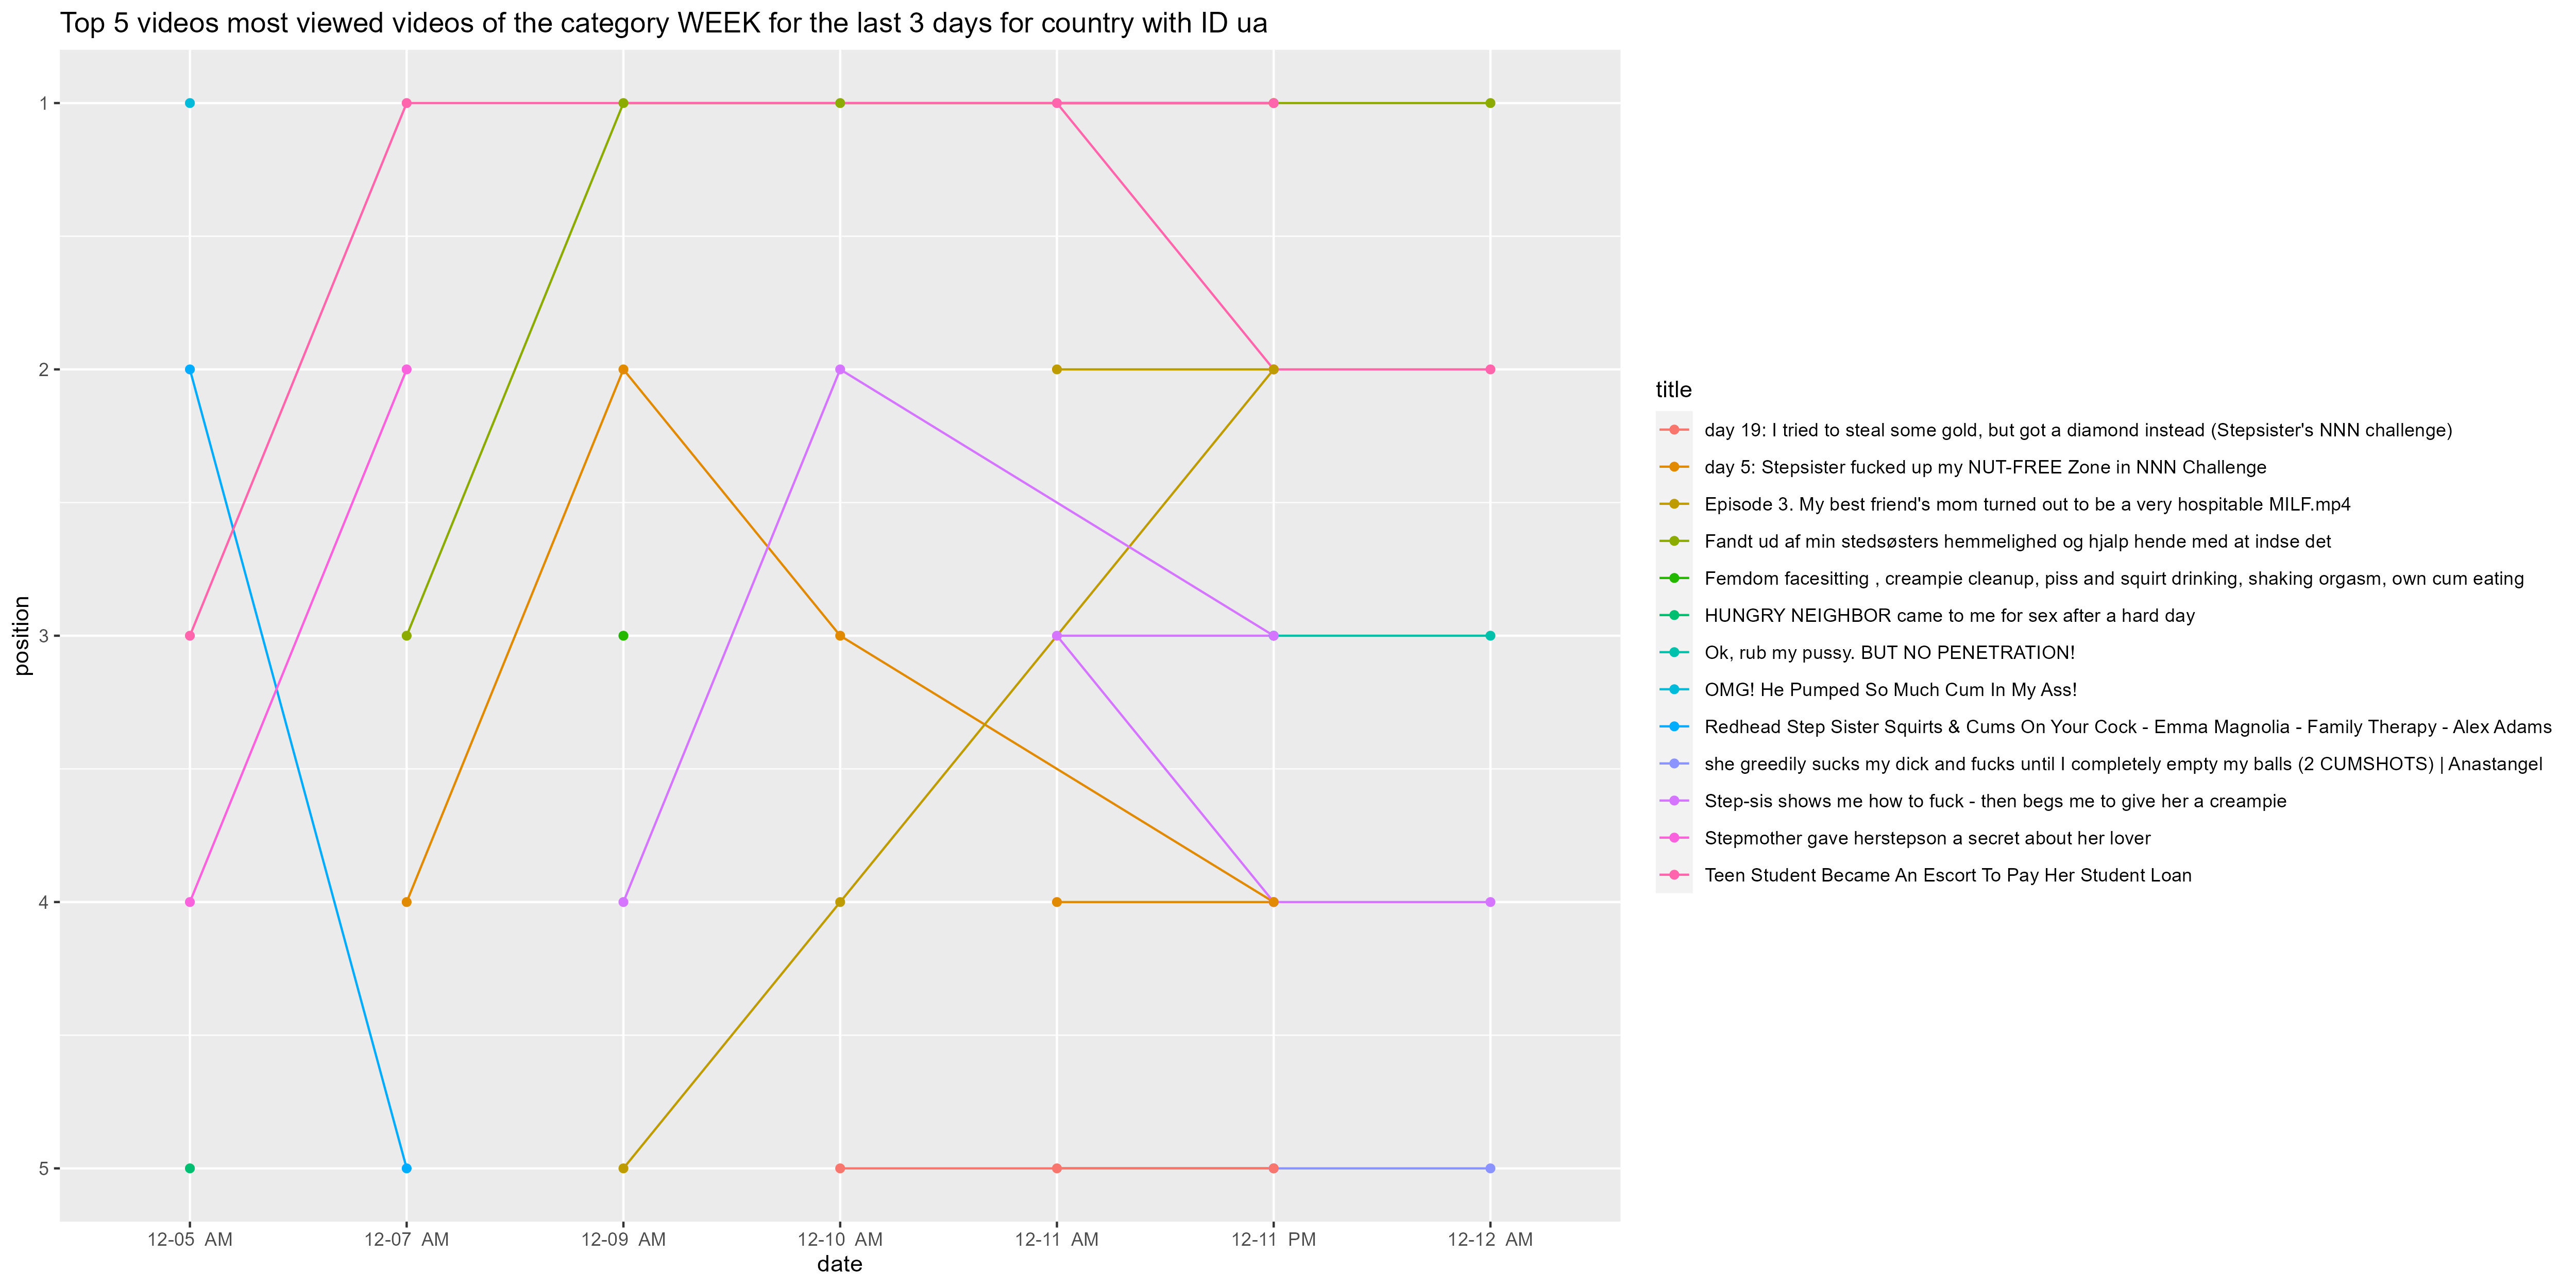 Top 5 videos most viewed videos of the category WEEK for the last 3 days for country with ID ua
1
2
3
4
5
position
12-05 AM
12-07 AM
12-09 AM
12-10 AM
12-11 AM
12-11 PM
12-12 AM
date
title
day 19: I tried to steal some gold, but got a diamond instead (Stepsister's NNN challenge)
day 5: Stepsister fucked up my NUT-FREE Zone in NNN Challenge
Episode 3. My best friend's mom turned out to be a very hospitable MILF.mp4
Fandt ud af min stedsøsters hemmelighed og hjalp hende med at indse det
Femdom facesitting , creampie cleanup, piss and squirt drinking, shaking orgasm, own cum eating
HUNGRY NEIGHBOR came to me for sex after a hard day
Ok, rub my pussy. BUT NO PENETRATION!
OMG! He Pumped So Much Cum In My Ass!
Redhead Step Sister Squirts & Cums On Your Cock - Emma Magnolia - Family Therapy - Alex Adams
she greedily sucks my dick and fucks until I completely empty my balls (2 CUMSHOTS) | Anastangel
Step-sis shows me how to fuck - then begs me to give her a creampie
Stepmother gave herstepson a secret about her lover
Teen Student Became An Escort To Pay Her Student Loan